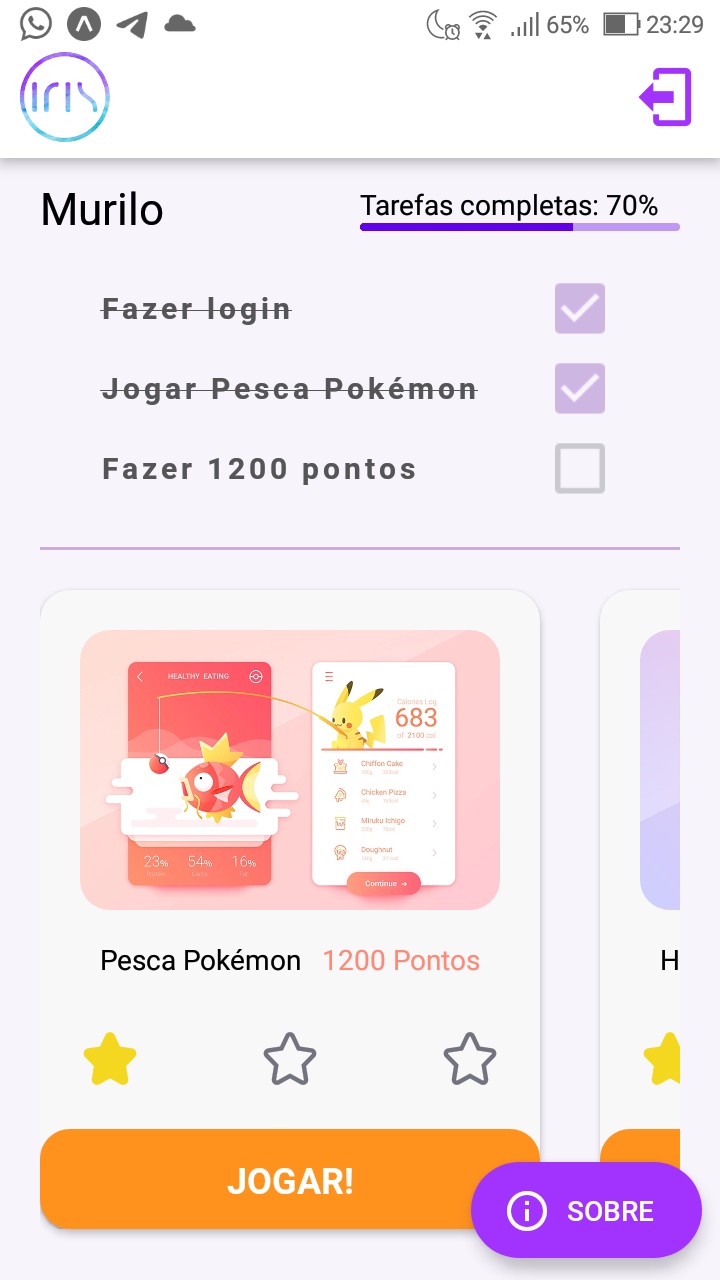 65% 23:29
IRIS
Murilo
Tarefas completas: 70%
Fazer login
Jogar Pesca Pokémon
Fazer 1200 pontos
HEALTHY EATING
Calories Log
683
of 2100 cal
Chiffon Cake
Chicken Pizza
Miruku Ichigo
Doughnut
23% 54% 16%
Continue →
Pesca Pokémon 1200 Pontos
H
JOGAR!
SOBRE